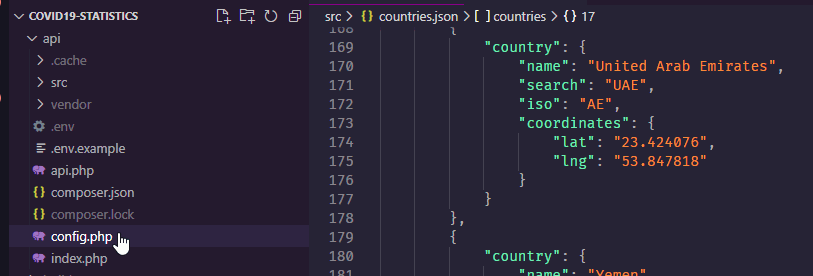 COVID19-STATISTICS
api
.cache
src
vendor
.env
.env.example
api.php
{} composer.json
{} composer.lock
config.php
index.php
src > {} countries.json > [ ] countries > {} 17
168 {
169 "country": {
170 "name": "United Arab Emirates",
171 "search": "UAE",
172 "iso": "AE",
173 "coordinates": {
174 "lat": "23.424076",
175 "lng": "53.847818"
176 }
177 }
178 },
179 {
180 "country": {
181 "name": "Yemen"